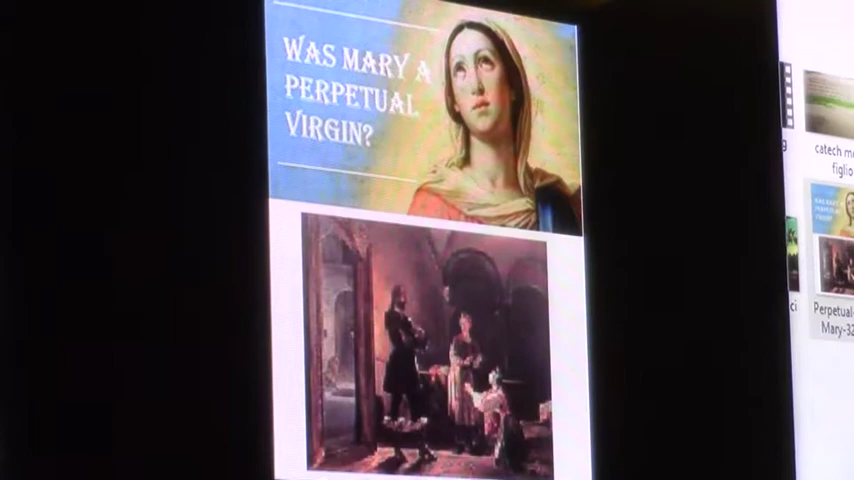 WAS MARY A
PERPETUAL
VIRGIN?
catech m
figlio
Perpetual-
Mary-32